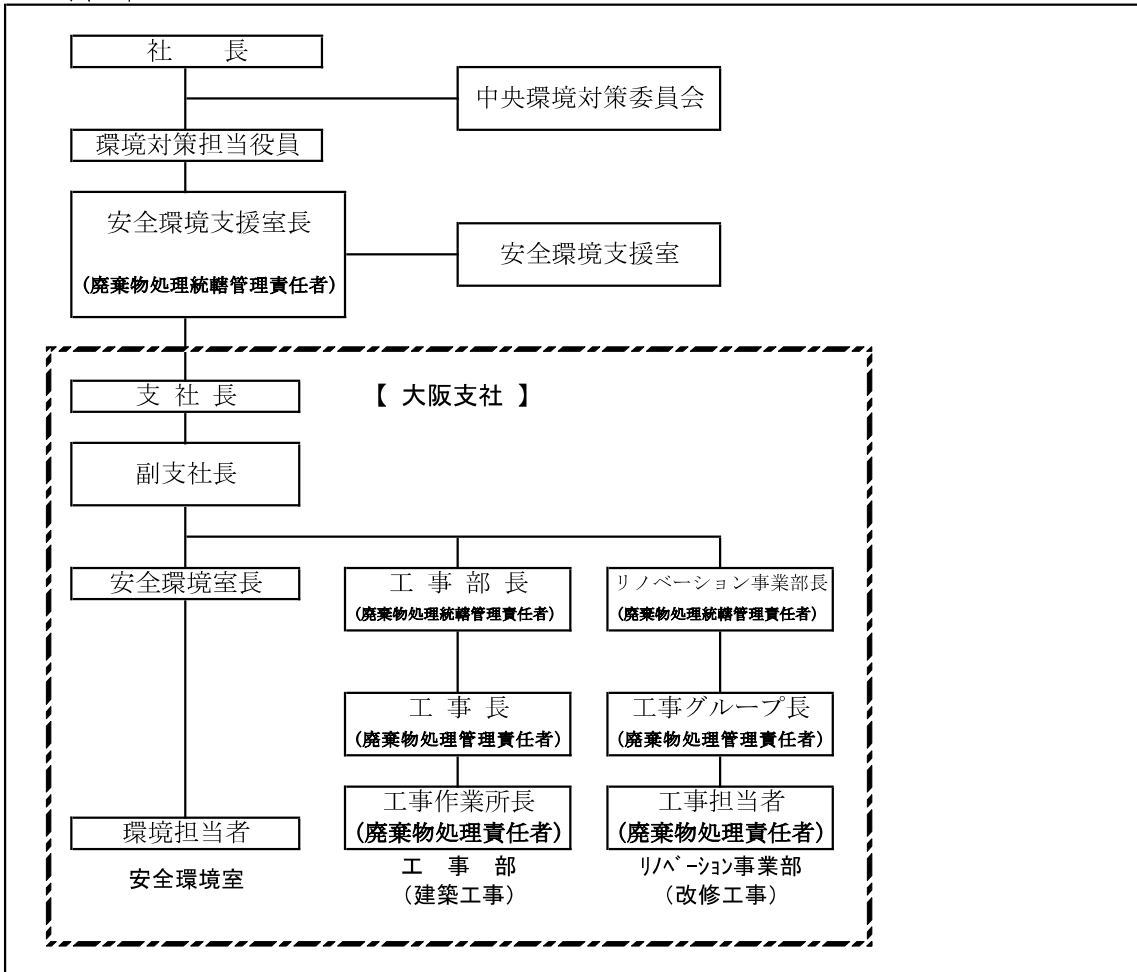 社 長
中央環境対策委員会
環境対策担当役員
安全環境支援室長
(廃棄物処理統轄管理責任者)
安全環境支援室
支 社 長
【 大阪支社 】
副支社長
安全環境室長
工 事 部 長
(廃棄物処理統轄管理責任者)
リノベーション事業部長
(廃棄物処理統轄管理責任者)
工 事 長
(廃棄物処理管理責任者)
工事グループ長
(廃棄物処理管理責任者)
環境担当者
工事作業所長
(廃棄物処理責任者)
工事担当者
(廃棄物処理責任者)
安全環境室
工 事 部
(建築工事)
ﾘﾉﾍﾞｰｼｮﾝ事業部
(改修工事)